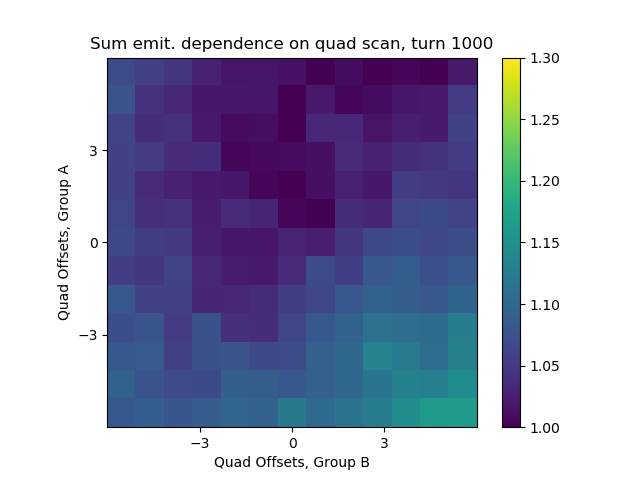 Sum emit. dependence on quad scan, turn 1000
1.30
1.25
1.20
1.15
1.10
1.05
1.00
3
0
−3
Quad Offsets, Group A
−3 0 3
Quad Offsets, Group B